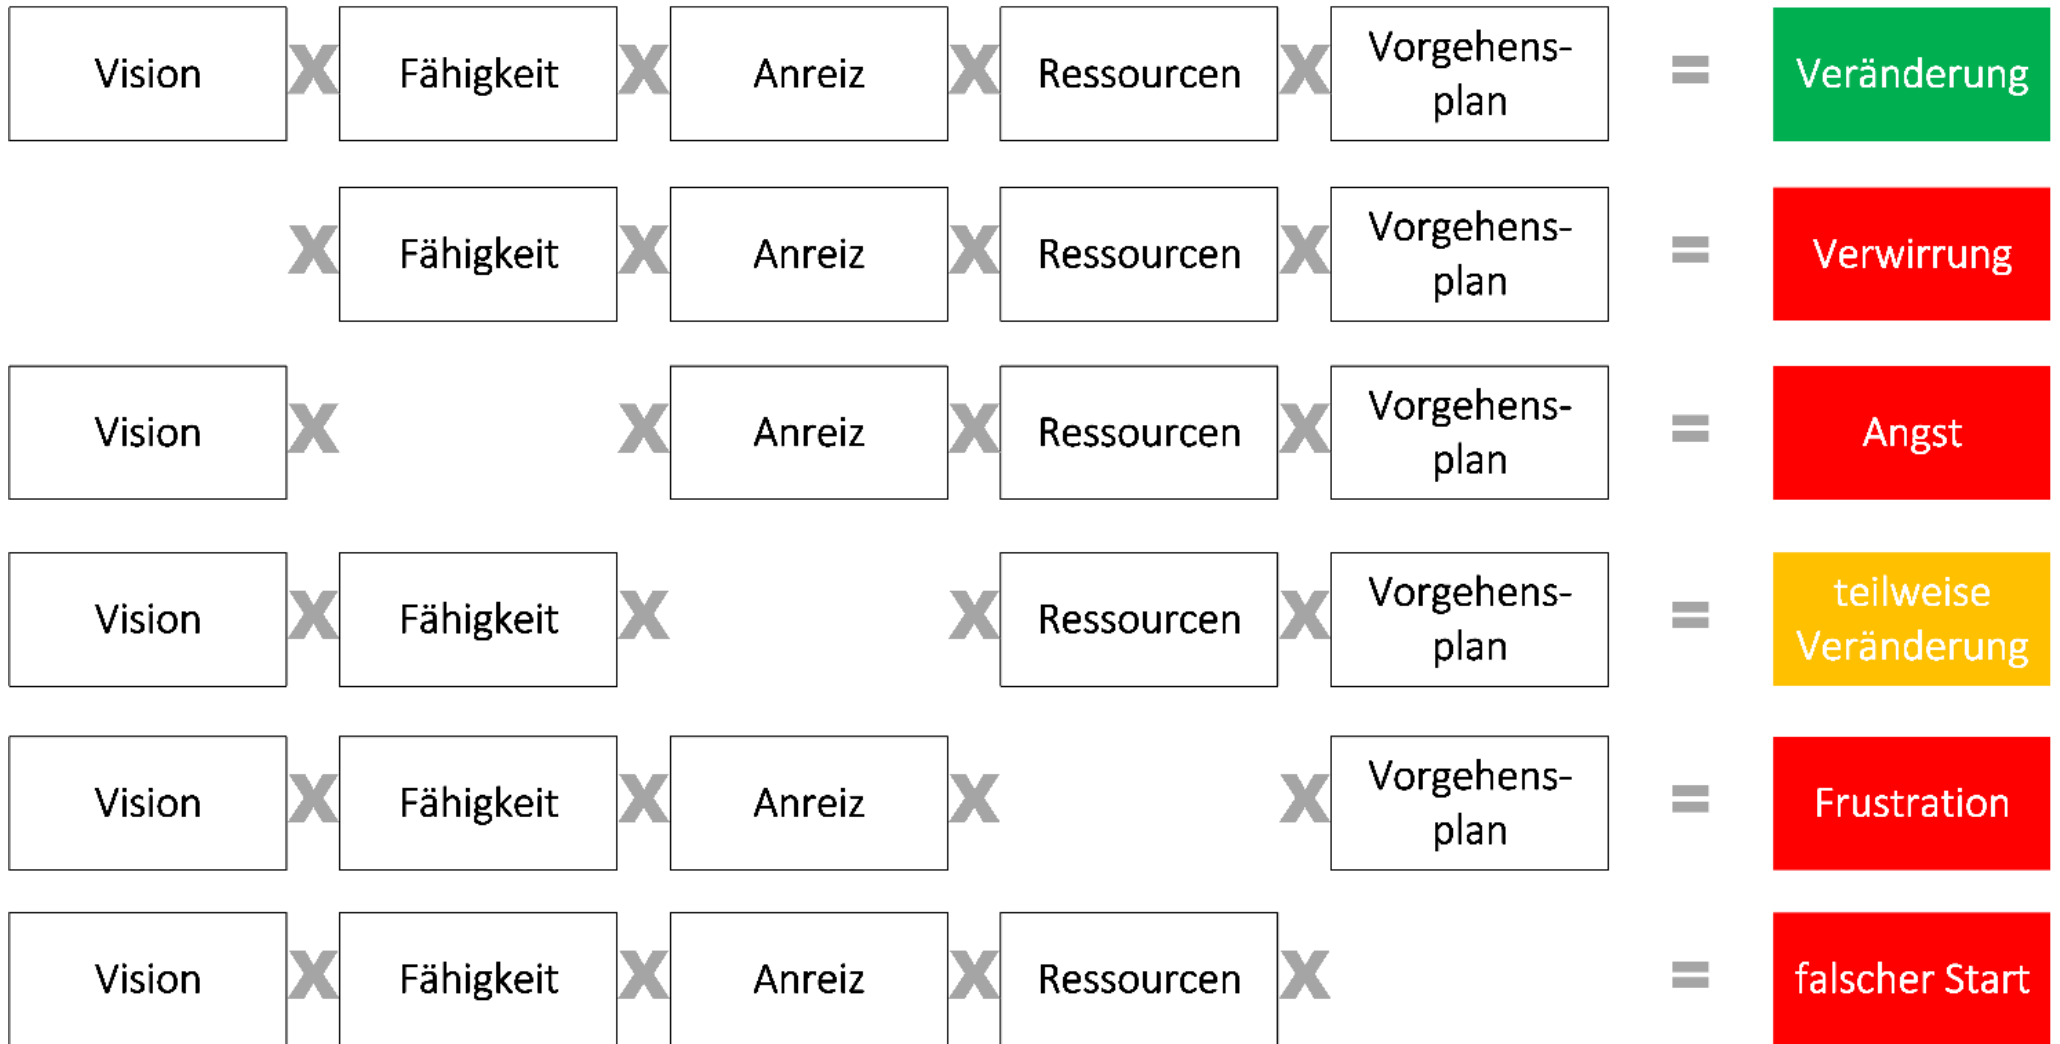 Vision X Fähigkeit X Anreiz X Ressourcen X Vorgehens-
plan = Veränderung
X Fähigkeit X Anreiz X Ressourcen X Vorgehens-
plan = Verwirrung
Vision X X Anreiz X Ressourcen X Vorgehens-
plan = Angst
Vision X Fähigkeit X X Ressourcen X Vorgehens-
plan = teilweise
Veränderung
Vision X Fähigkeit X Anreiz X X Vorgehens-
plan = Frustration
Vision X Fähigkeit X Anreiz X Ressourcen X = falscher Start